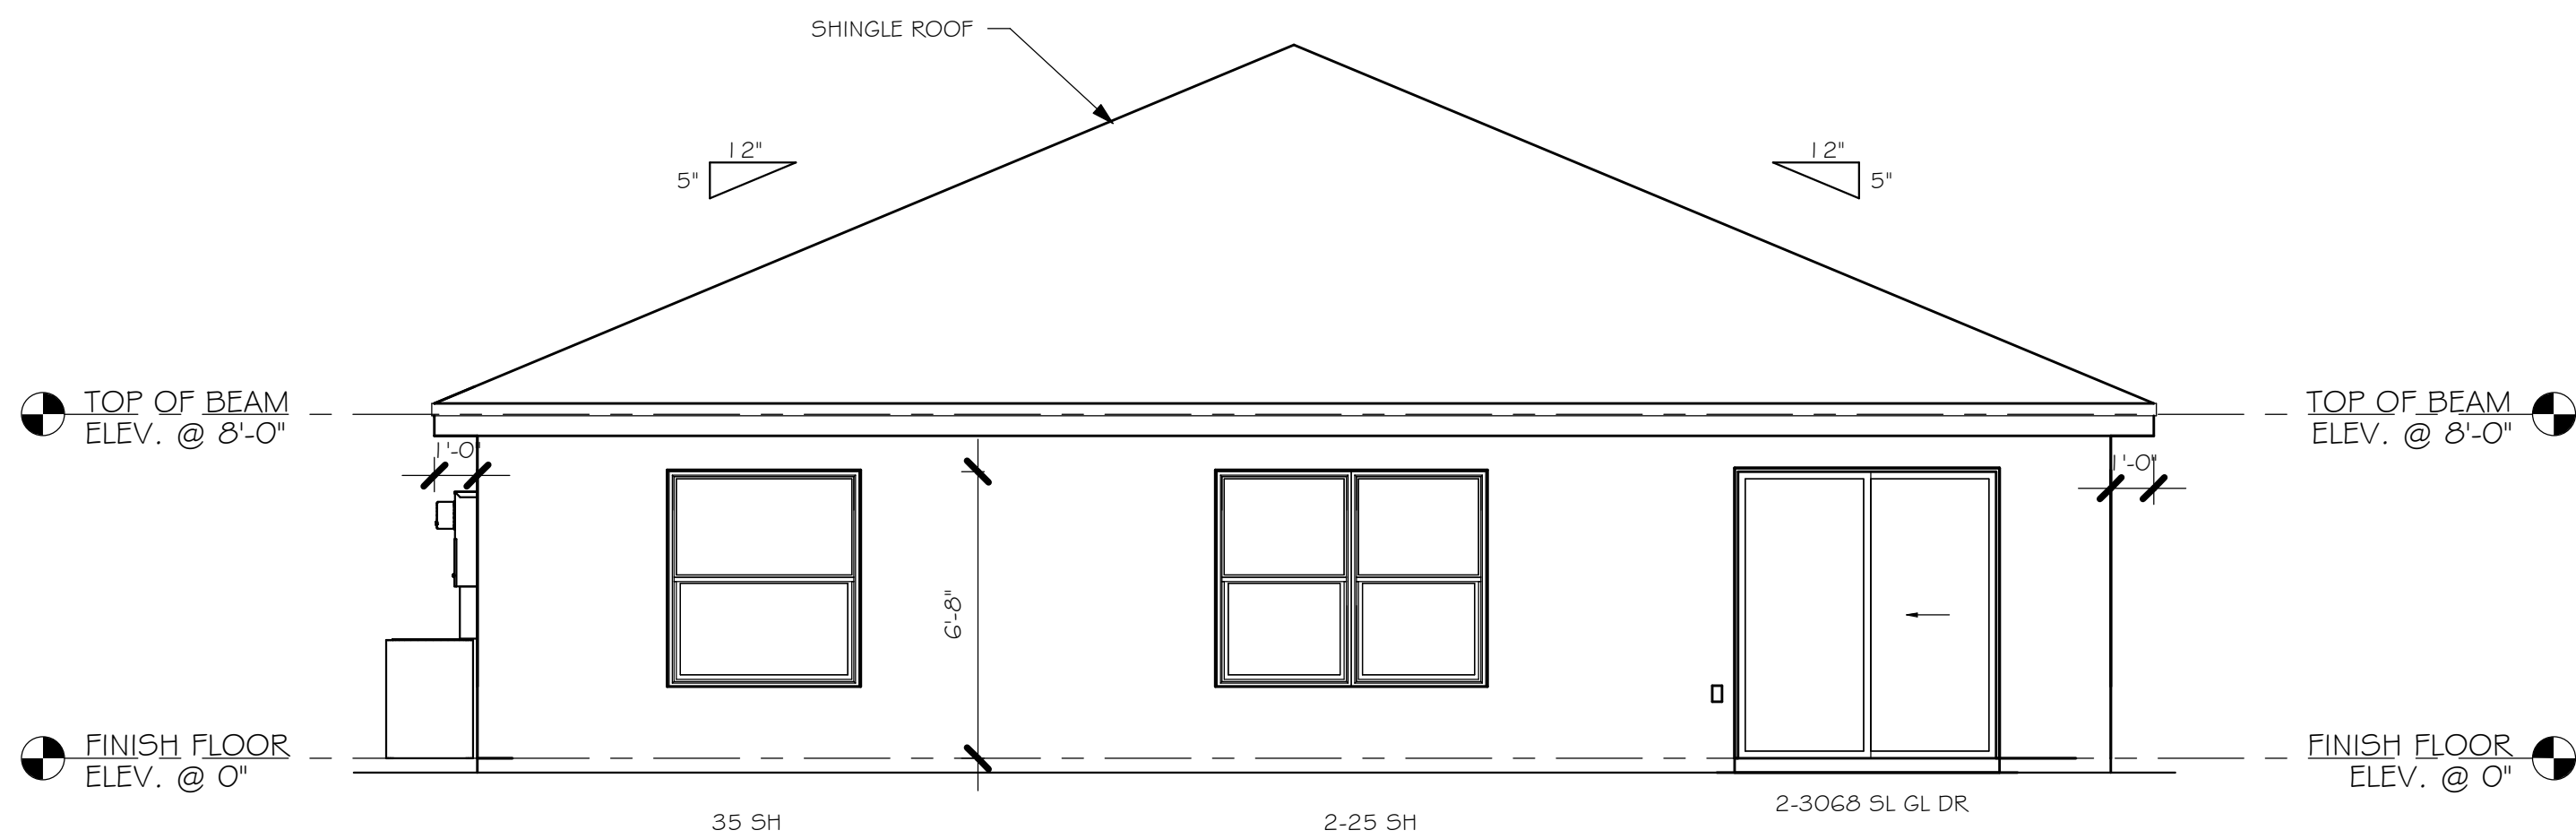 SHINGLE ROOF
12"
5"
12"
5"
TOP OF BEAM
ELEV. @ 8'-0"
TOP OF BEAM
ELEV. @ 8'-0"
1'-0"
1'-0"
6'-8"
FINISH FLOOR
ELEV. @ 0"
FINISH FLOOR
ELEV. @ 0"
35 SH
2-25 SH
2-3068 SL GL DR